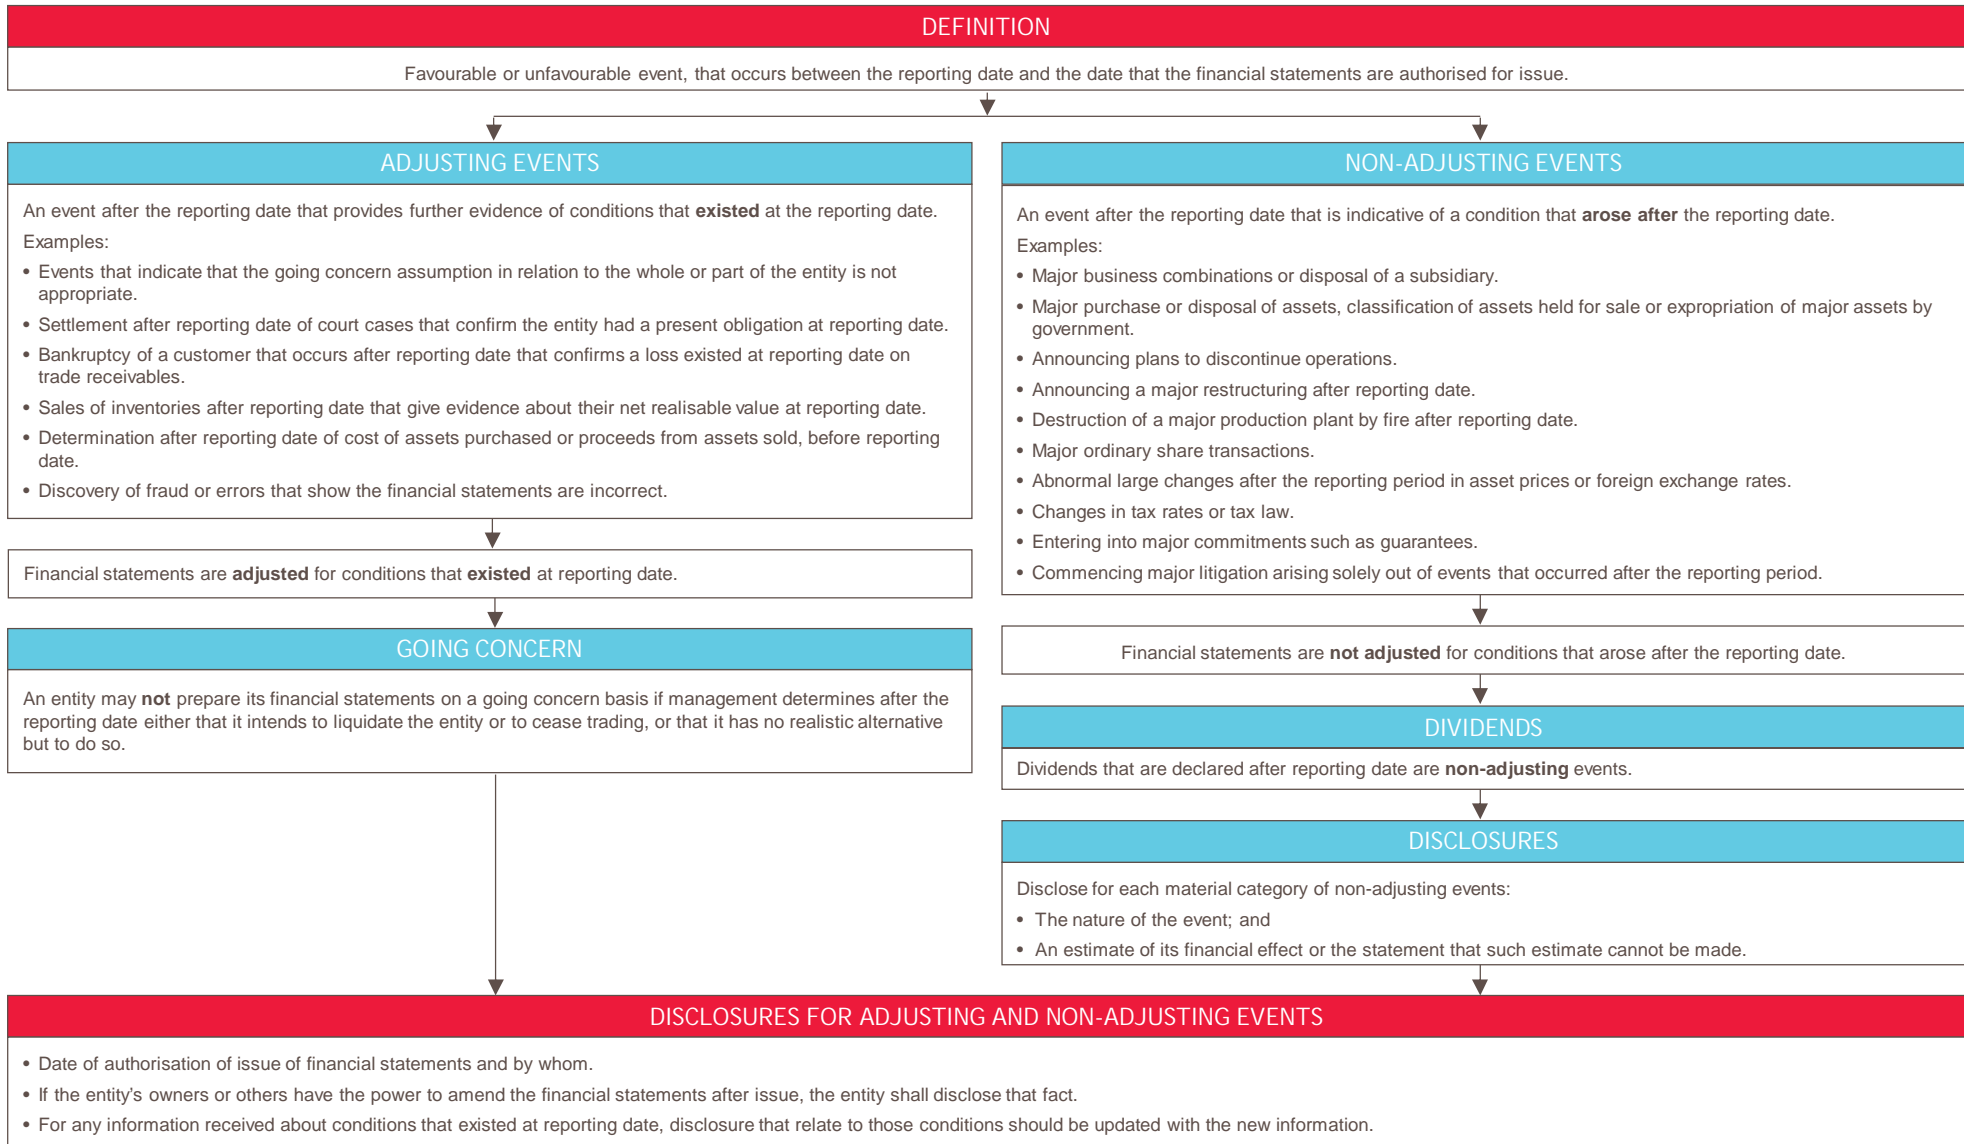 DEFINITION
Favourable or unfavourable event, that occurs between the reporting date and the date that the financial statements are authorised for issue.
ADJUSTING EVENTS
An event after the reporting date that provides further evidence of conditions that existed at the reporting date.
Examples:
• Events that indicate that the going concern assumption in relation to the whole or part of the entity is not
appropriate.
• Settlement after reporting date of court cases that confirm the entity had a present obligation at reporting date.
• Bankruptcy of a customer that occurs after reporting date that confirms a loss existed at reporting date on
trade receivables.
• Sales of inventories after reporting date that give evidence about their net realisable value at reporting date.
• Determination after reporting date of cost of assets purchased or proceeds from assets sold, before reporting
date.
• Discovery of fraud or errors that show the financial statements are incorrect.
Financial statements are adjusted for conditions that existed at reporting date.
GOING CONCERN
An entity may not prepare its financial statements on a going concern basis if management determines after the
reporting date either that it intends to liquidate the entity or to cease trading, or that it has no realistic alternative
but to do so.
NON-ADJUSTING EVENTS
An event after the reporting date that is indicative of a condition that arose after the reporting date.
Examples:
• Major business combinations or disposal of a subsidiary.
• Major purchase or disposal of assets, classification of assets held for sale or expropriation of major assets by
government.
• Announcing plans to discontinue operations.
• Announcing a major restructuring after reporting date.
• Destruction of a major production plant by fire after reporting date.
• Major ordinary share transactions.
• Abnormal large changes after the reporting period in asset prices or foreign exchange rates.
• Changes in tax rates or tax law.
• Entering into major commitments such as guarantees.
• Commencing major litigation arising solely out of events that occurred after the reporting period.
Financial statements are not adjusted for conditions that arose after the reporting date.
DIVIDENDS
Dividends that are declared after reporting date are non-adjusting events.
DISCLOSURES
Disclose for each material category of non-adjusting events:
• The nature of the event; and
• An estimate of its financial effect or the statement that such estimate cannot be made.
DISCLOSURES FOR ADJUSTING AND NON-ADJUSTING EVENTS
• Date of authorisation of issue of financial statements and by whom.
• If the entity's owners or others have the power to amend the financial statements after issue, the entity shall disclose that fact.
• For any information received about conditions that existed at reporting date, disclosure that relate to those conditions should be updated with the new information.